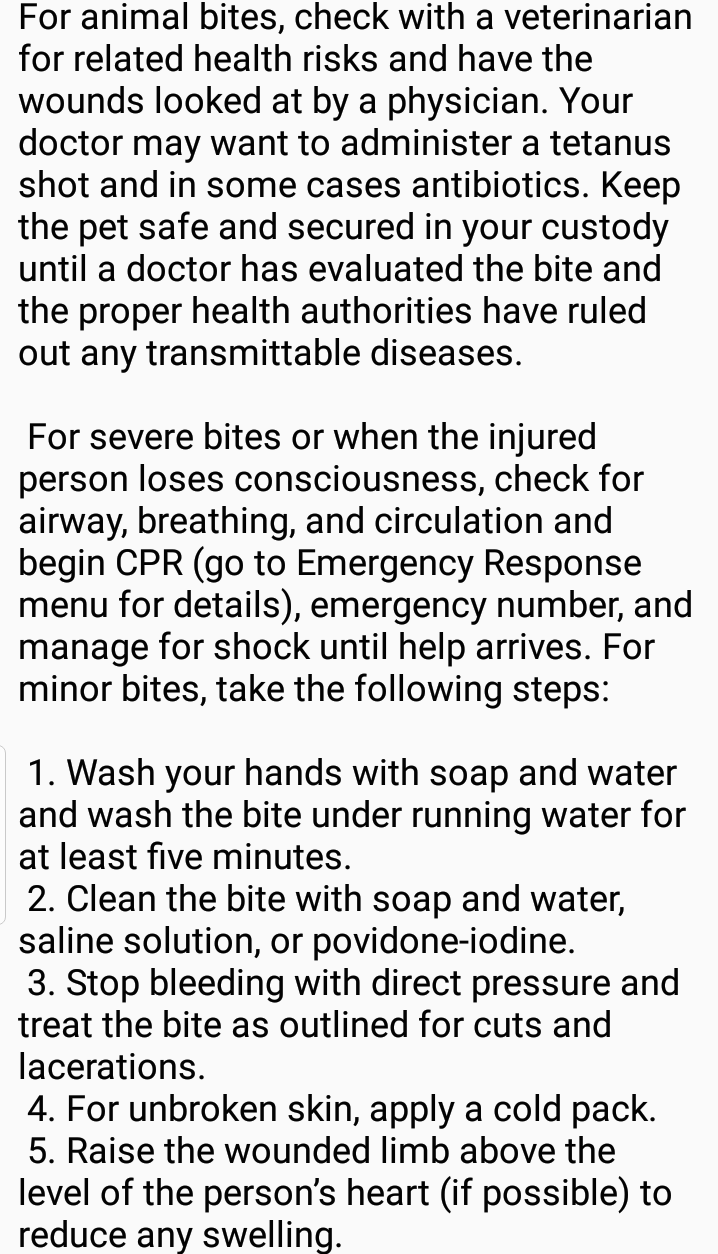 For animal bites, check with a veterinarian
for related health risks and have the
wounds looked at by a physician. Your
doctor may want to administer a tetanus
shot and in some cases antibiotics. Keep
the pet safe and secured in your custody
until a doctor has evaluated the bite and
the proper health authorities have ruled
out any transmittable diseases.
For severe bites or when the injured
person loses consciousness, check for
airway, breathing, and circulation and
begin CPR (go to Emergency Response
menu for details), emergency number, and
manage for shock until help arrives. For
minor bites, take the following steps:
1. Wash your hands with soap and water
and wash the bite under running water for
at least five minutes.
2. Clean the bite with soap and water,
saline solution, or povidone-iodine.
3. Stop bleeding with direct pressure and
treat the bite as outlined for cuts and
lacerations.
4. For unbroken skin, apply a cold pack.
5. Raise the wounded limb above the
level of the person’s heart (if possible) to
reduce any swelling.